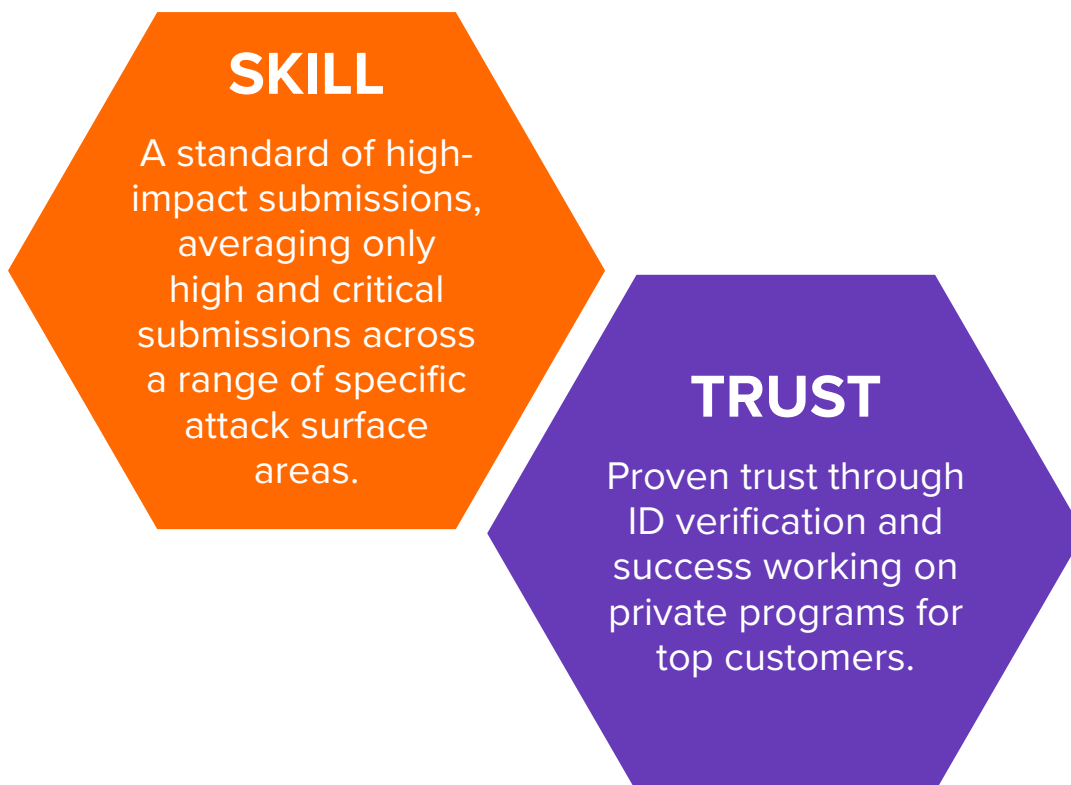 SKILL
A standard of high-
impact submissions,
averaging only
high and critical
submissions across
a range of specific
attack surface
areas.
TRUST
Proven trust through
ID verification and
success working on
private programs for
top customers.